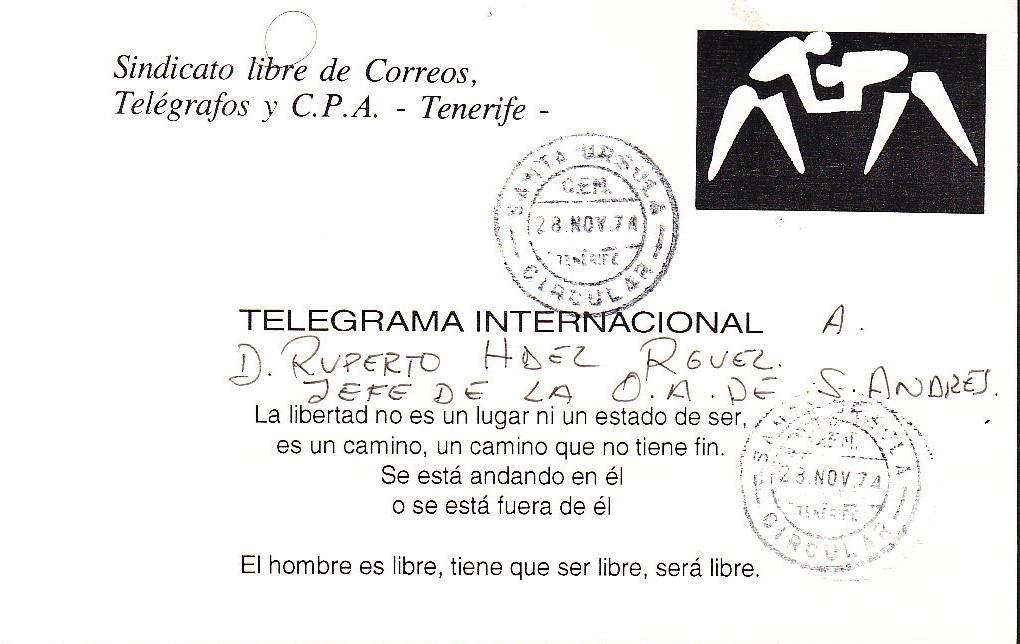 Sindicato libre de Correos,
Telégrafos y C.P.A. - Tenerife -
SANTA URSULA
C.E.M.
28.NOV.74
TENERIFE
CIRCULAR
TELEGRAMA INTERNACIONAL A.
D. RUPERTO HDEZ RGUEZ.
JEFE DE LA O.A. DE S. ANDRES.
La libertad no es un lugar ni un estado de ser,
es un camino, un camino que no tiene fin.
Se está andando en él
o se está fuera de él
SANTA URSULA
C.E.M.
28.NOV.74
TENERIFE
CIRCULAR
El hombre es libre, tiene que ser libre, será libre.